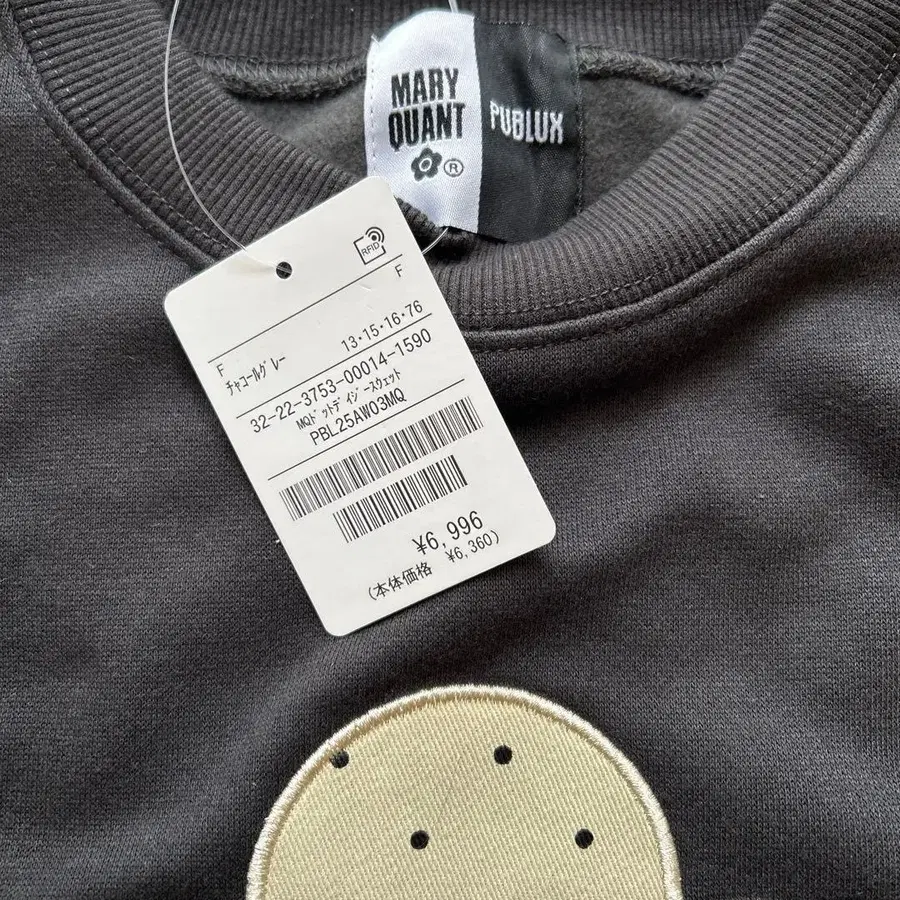 MARY
QUANT
®
PUBLUX
RFID
F
F
チャコールグレー 13・15・16・76
32-22-3753-00014-1590
MQドットデイジースウェット
PBL25AW03MQ
¥6,996
(本体価格 ¥6,360)